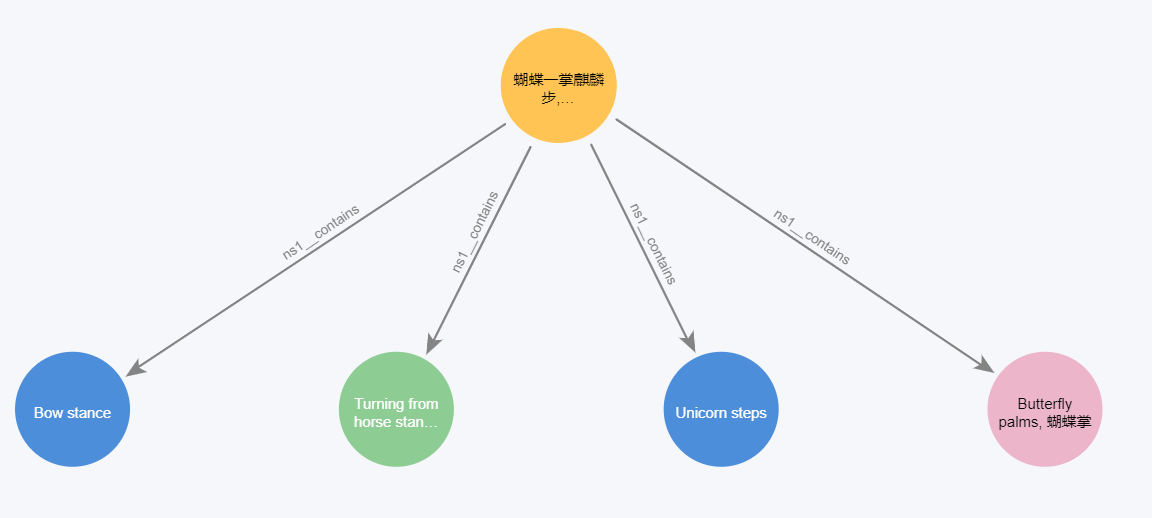 蝴蝶一掌麒麟
步,...
ns1__contains
ns1__contains
ns1__contains
ns1__contains
Bow stance
Turning from
horse stan...
Unicorn steps
Butterfly
palms, 蝴蝶掌